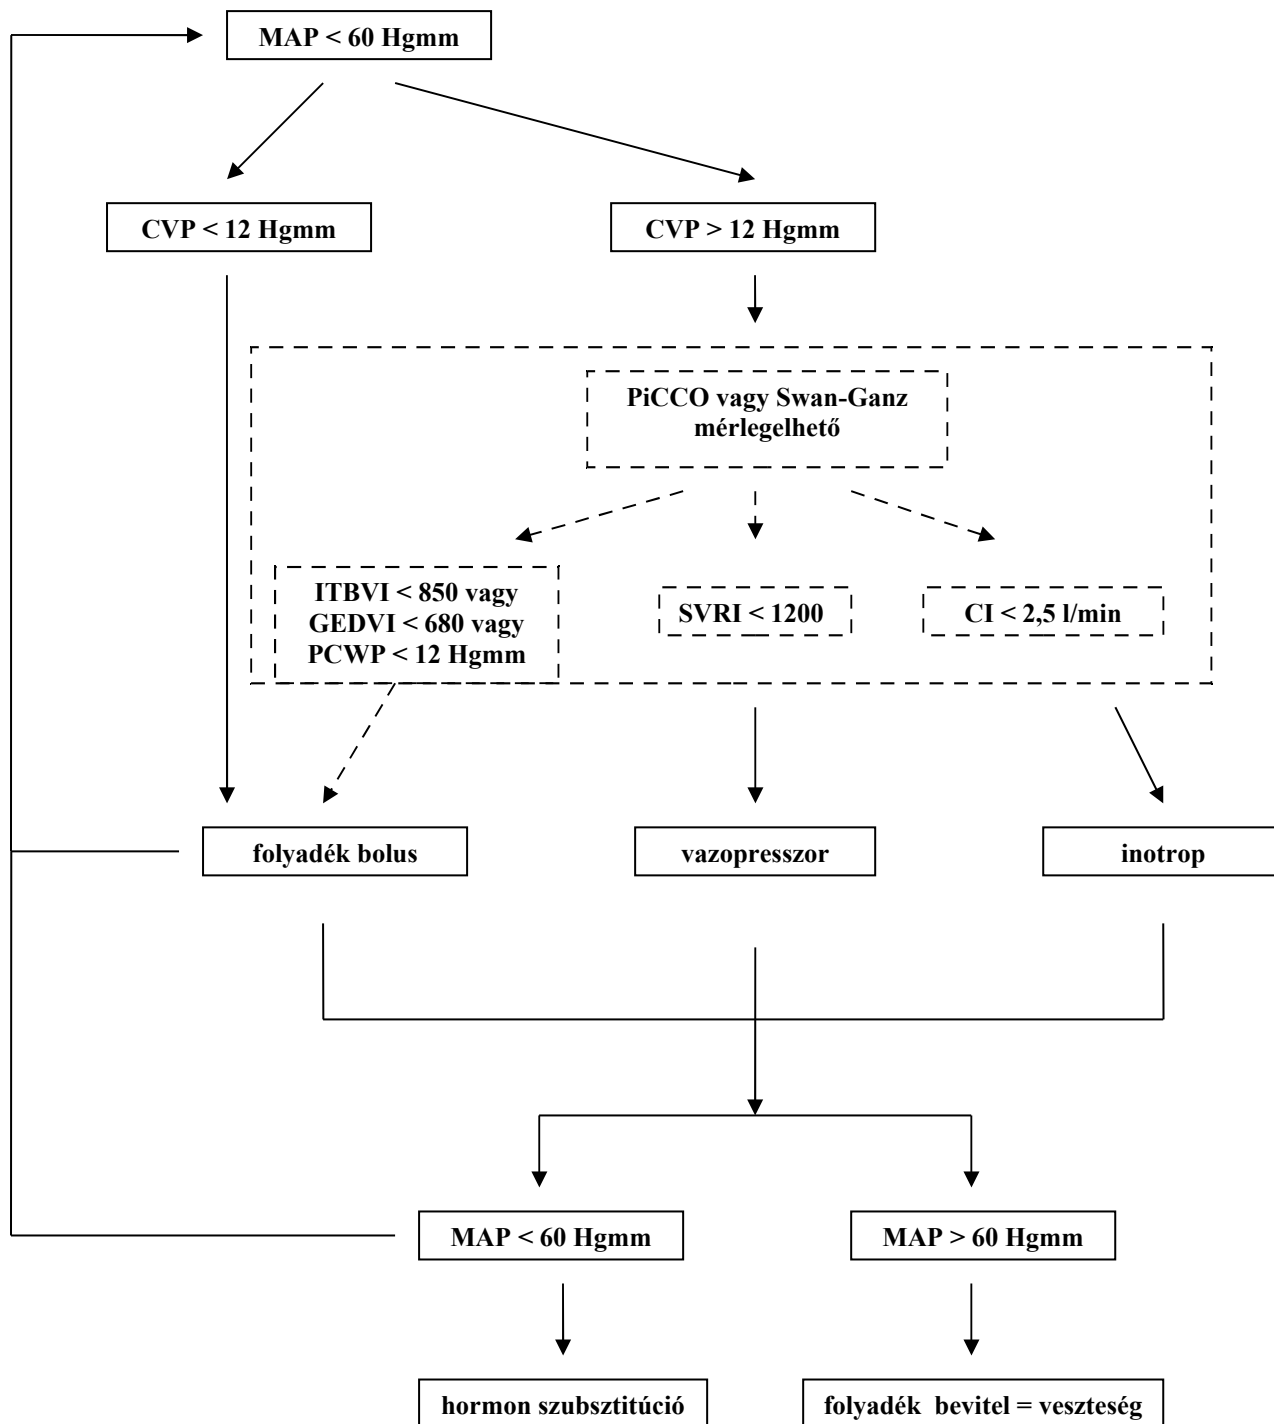 MAP < 60 Hgmm
CVP < 12 Hgmm
CVP > 12 Hgmm
PiCCO vagy Swan-Ganz
mérlegelhető
ITBVI < 850 vagy
GEDVI < 680 vagy
PCWP < 12 Hgmm
SVRI < 1200
CI < 2,5 l/min
folyadék bolus
vazopresszor
inotrop
MAP < 60 Hgmm
MAP > 60 Hgmm
hormon szubsztitúció
folyadék bevitel = veszteség